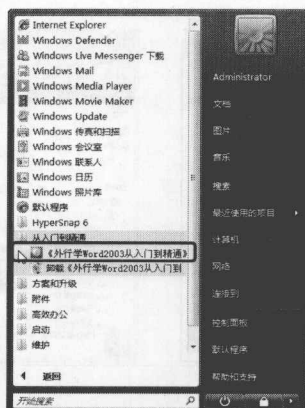 Internet Explorer
Windows Defender
Windows Live Messenger 下载
Windows Mail
Windows Media Player
Windows Movie Maker
Windows Update
Windows 传真和扫描
Windows 会议室
Windows 联系人
Windows 日历
Windows 照片库
默认程序
HyperSnap 6
从入门到精通
《外行学Word2003从入门到精通》
卸载《外行学Word2003从入门到
方案和升级
附件
高效办公
启动
维护
返回
开始搜索
Administrator
文档
图片
音乐
搜索
最近使用的项目
计算机
网络
连接到
控制面板
默认程序
帮助和支持